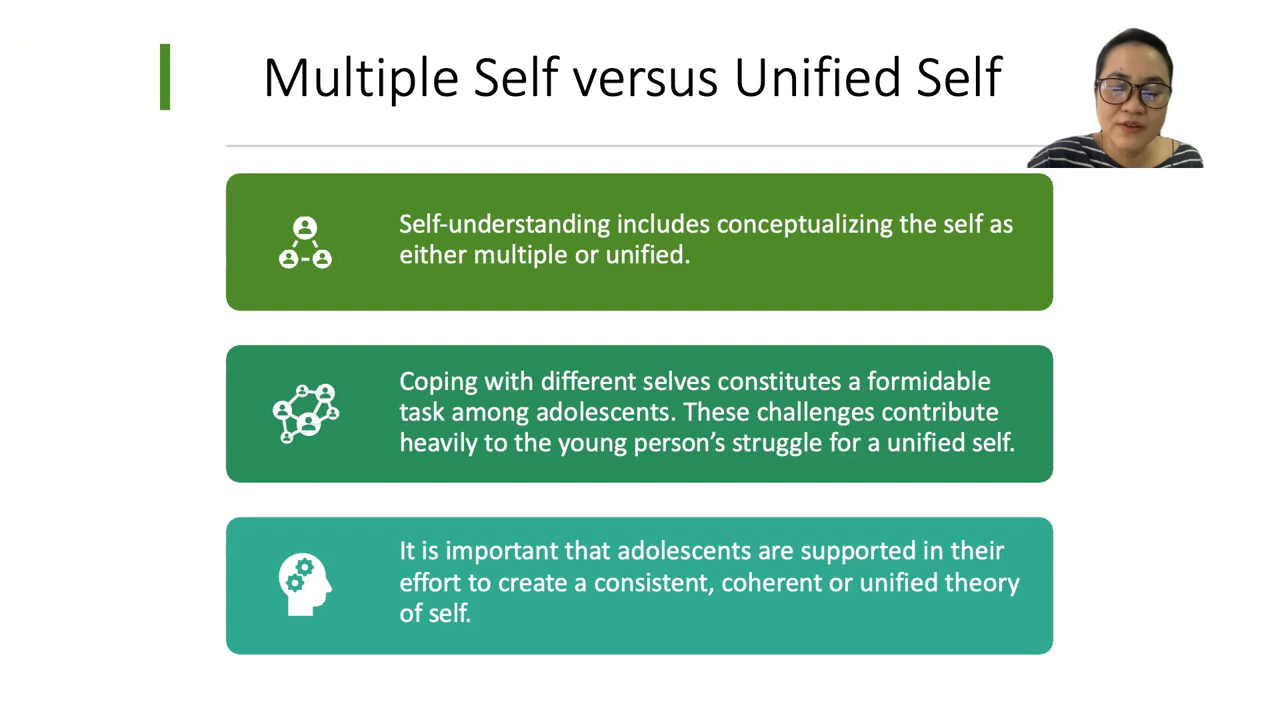 Multiple Self versus Unified Self
Self-understanding includes conceptualizing the self as
either multiple or unified.
Coping with different selves constitutes a formidable
task among adolescents. These challenges contribute
heavily to the young person’s struggle for a unified self.
It is important that adolescents are supported in their
effort to create a consistent, coherent or unified theory
of self.